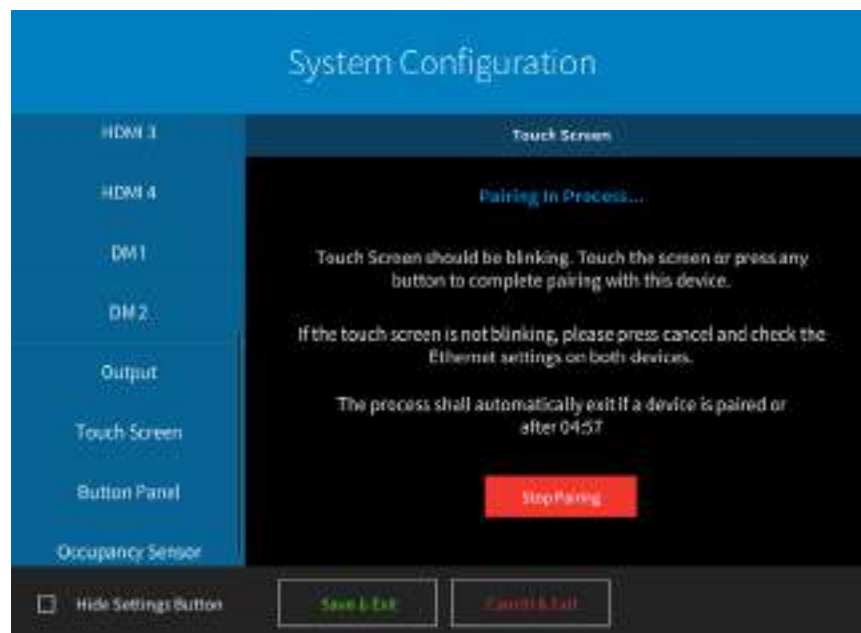 System Configuration
HDMI 3
HDMI 4
DM 1
DM 2
Output
Touch Screen
Button Panel
Occupancy Sensor
Touch Screen
Pairing In Process...
Touch Screen should be blinking. Touch the screen or press any
button to complete pairing with this device.
If the touch screen is not blinking, please press cancel and check the
Ethernet settings on both devices.
The process shall automatically exit if a device is paired or
after 04:57
Stop Pairing
Hide Settings Button
Save & Exit
Cancel & Exit